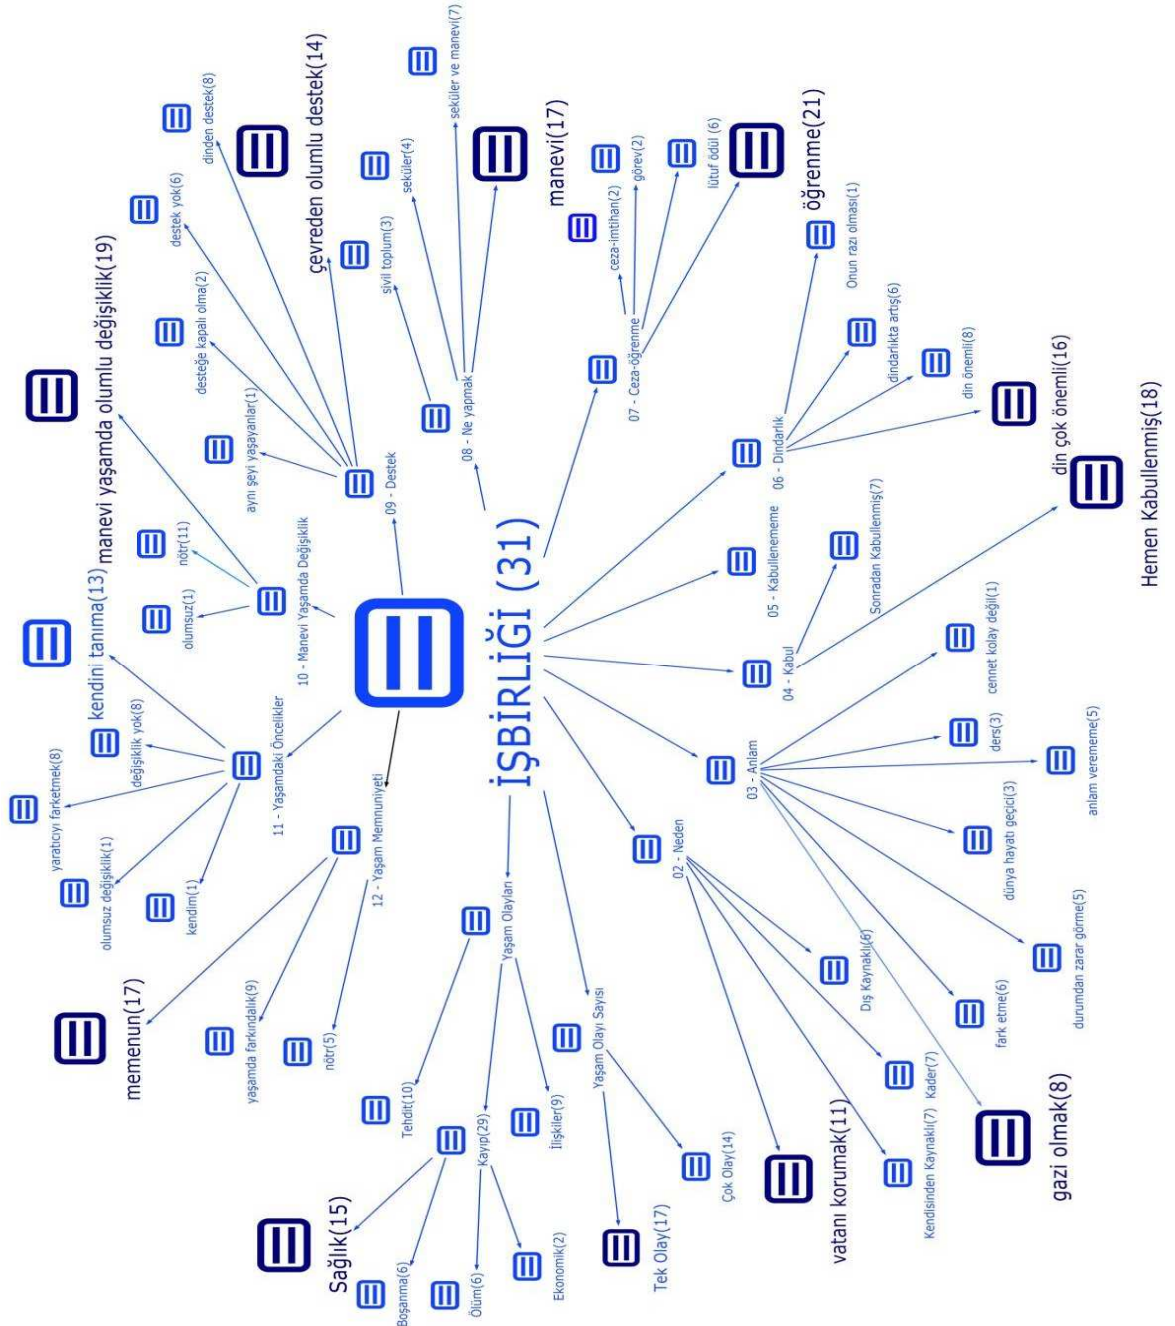 İŞBİRLİĞİ (31)
Yaşam Olayı Sayısı
Tek Olay(17)
Çok Olay(14)
Yaşam Olayları
Tehdit(10)
Kayıp(29)
Sağlık(15)
Boşanma(6)
Ölüm(6)
Ekonomik(2)
İlişkiler(9)
02 - Neden
vatanı korumak(11)
Kendisinden Kaynaklı(7)
Kader(7)
Dış Kaynaklı(6)
03 - Anlam
gazi olmak(8)
fark etme(6)
durumdan zarar görme(5)
dünya hayatı geçici(3)
anlam verememe(5)
ders(3)
cennet kolay değil(1)
04 - Kabul
Hemen Kabullenmiş(18)
Sonradan Kabullenmiş(7)
05 - Kabullenememe
06 - Dindarlık
din çok önemli(16)
din önemli(8)
dindarlıkta artış(6)
Onun razı olması(1)
07 - Ceza-öğrenme
ceza-imtihan(2)
görev(2)
lütuf ödül (6)
öğrenme(21)
08 - Ne yapmak
sivil toplum(3)
seküler(4)
seküler ve manevi(7)
manevi(17)
09 - Destek
aynı şeyi yaşayanlar(1)
desteğe kapalı olma(2)
destek yok(6)
dinden destek(8)
çevreden olumlu destek(14)
10 - Manevi Yaşamda Değişiklik
olumsuz(1)
nötr(11)
manevi yaşamda olumlu değişiklik(19)
11 - Yaşamdaki Öncelikler
kendini tanıma(13)
değişiklik yok(8)
yaratıcıyı farketmek(8)
olumsuz değişiklik(1)
kendim(1)
12 - Yaşam Memnuniyeti
memenun(17)
yaşamda farkındalık(9)
nötr(5)